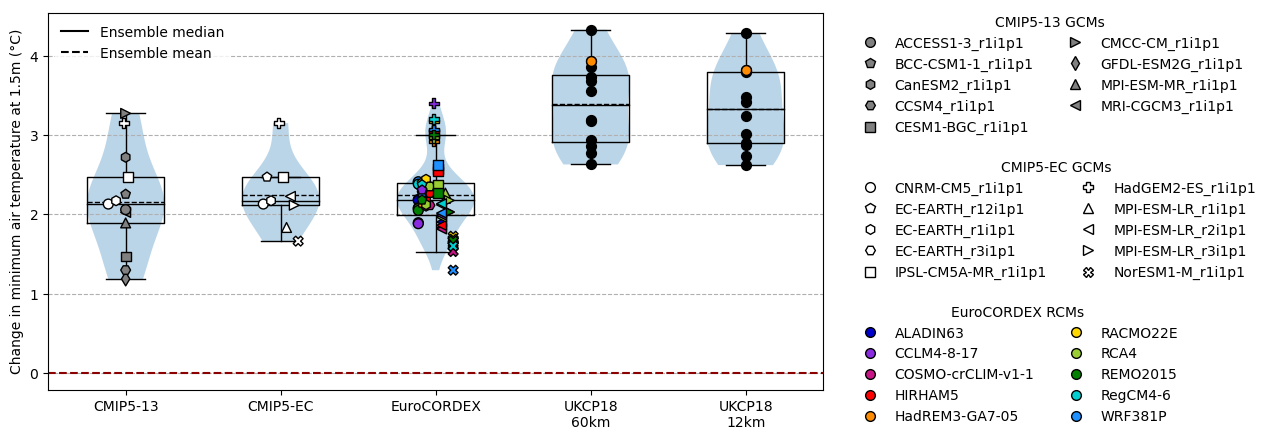 Change in minimum air temperature at 1.5m (°C)
4
3
2
1
0
Ensemble median
Ensemble mean
CMIP5-13
CMIP5-EC
EuroCORDEX
UKCP18
60km
UKCP18
12km
CMIP5-13 GCMs
ACCESS1-3_r1i1p1
BCC-CSM1-1_r1i1p1
CanESM2_r1i1p1
CCSM4_r1i1p1
CESM1-BGC_r1i1p1
CMCC-CM_r1i1p1
GFDL-ESM2G_r1i1p1
MPI-ESM-MR_r1i1p1
MRI-CGCM3_r1i1p1
CMIP5-EC GCMs
CNRM-CM5_r1i1p1
EC-EARTH_r12i1p1
EC-EARTH_r1i1p1
EC-EARTH_r3i1p1
IPSL-CM5A-MR_r1i1p1
HadGEM2-ES_r1i1p1
MPI-ESM-LR_r1i1p1
MPI-ESM-LR_r2i1p1
MPI-ESM-LR_r3i1p1
NorESM1-M_r1i1p1
EuroCORDEX RCMs
ALADIN63
CCLM4-8-17
COSMO-crCLIM-v1-1
HIRHAM5
HadREM3-GA7-05
RACMO22E
RCA4
REMO2015
RegCM4-6
WRF381P